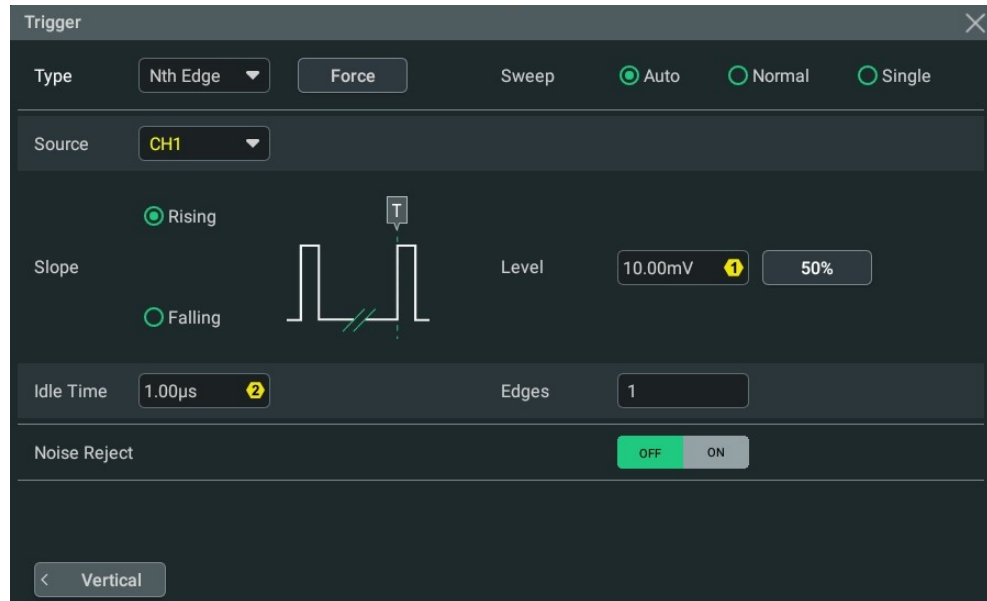 Trigger
Type Nth Edge Force Sweep Auto Normal Single
Source CH1
Rising
T
Slope Level 10.00mV 1 50%
Falling
Idle Time 1.00µs 2 Edges 1
Noise Reject OFF ON
< Vertical